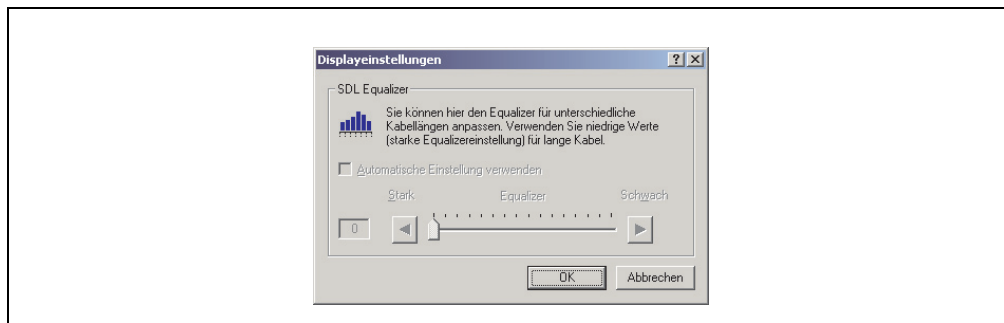 Displayeinstellungen
SDL Equalizer
Sie können hier den Equalizer für unterschiedliche
Kabellängen anpassen. Verwenden Sie niedrige Werte
(starke Equalizereinstellung) für lange Kabel.
Automatische Einstellung verwenden
Stark Equalizer Schwach
0
OK Abbrechen